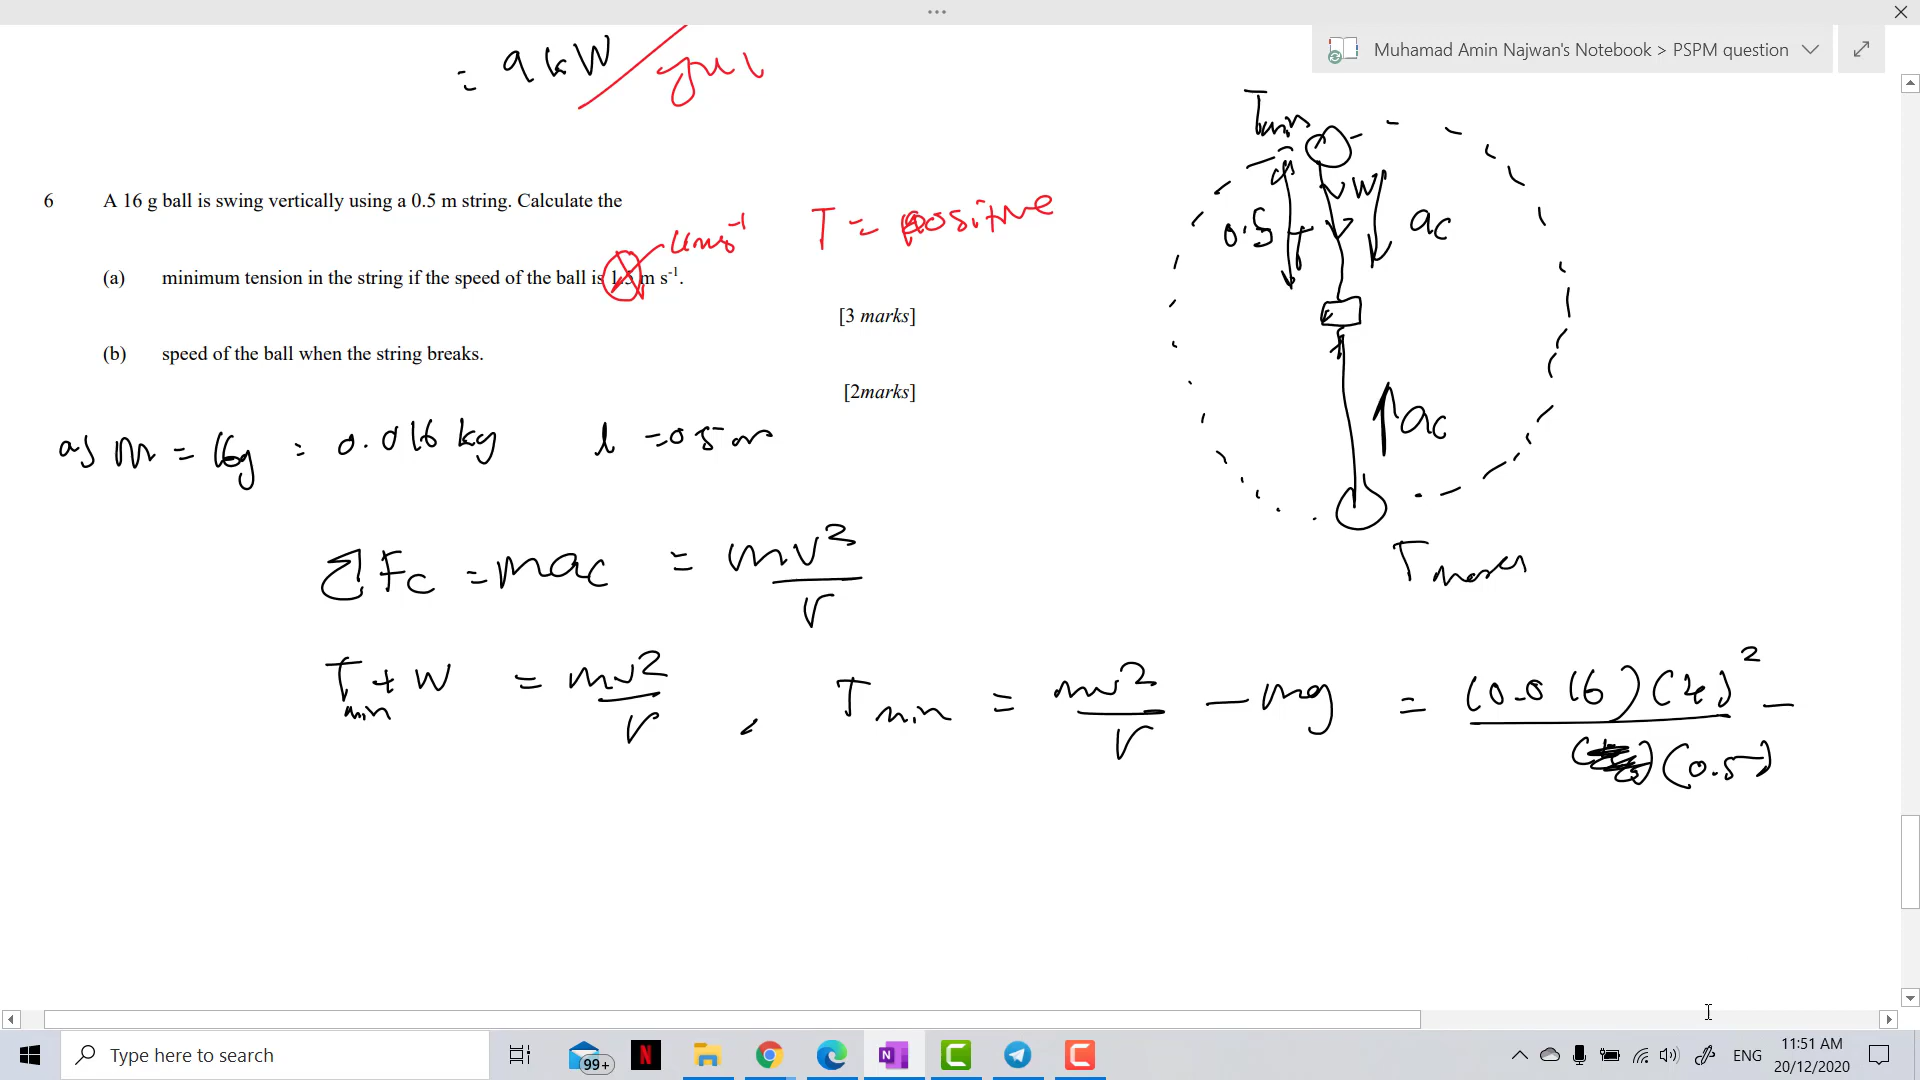 Muhamad Amin Najwan's Notebook > PSPM question
= 9 kW
6 A 16 g ball is swing vertically using a 0.5 m string. Calculate the
4ms-1
T = positive
(a) minimum tension in the string if the speed of the ball is 1.5 m s-1.
[3 marks]
(b) speed of the ball when the string breaks.
[2marks]
Tmin
W
0.5
T
ac
ac
Tmax
a) m = 16g = 0.016 kg l = 0.5 m
ΣFc = mac = mv2/r
Tmin + W = mv2/r, Tmin = mv2/r - mg = (0.016)(4)2/(0.5) -
Type here to search
99+
N
N
C
C
ENG
11:51 AM
20/12/2020